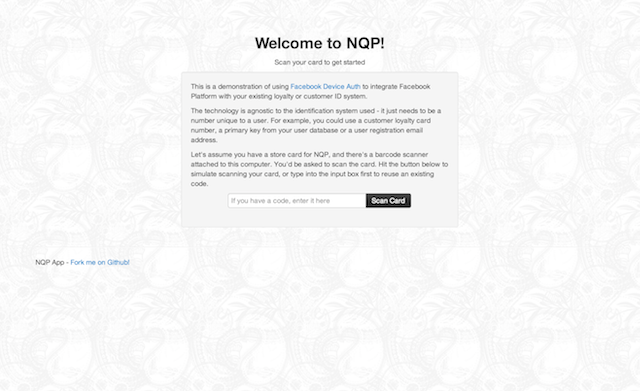 Welcome to NQP!
Scan your card to get started
This is a demonstration of using Facebook Device Auth to integrate Facebook
Platform with your existing loyalty or customer ID system.
The technology is agnostic to the identification system used - it just needs to be a
number unique to a user. For example, you could use a customer loyalty card
number, a primary key from your user database or a user registration email
address.
Let's assume you have a store card for NQP, and there's a barcode scanner
attached to this computer. You'd be asked to scan the card. Hit the button below to
simulate scanning your card, or type into the input box first to reuse an existing
code.
If you have a code, enter it here Scan Card
NQP App - Fork me on Github!